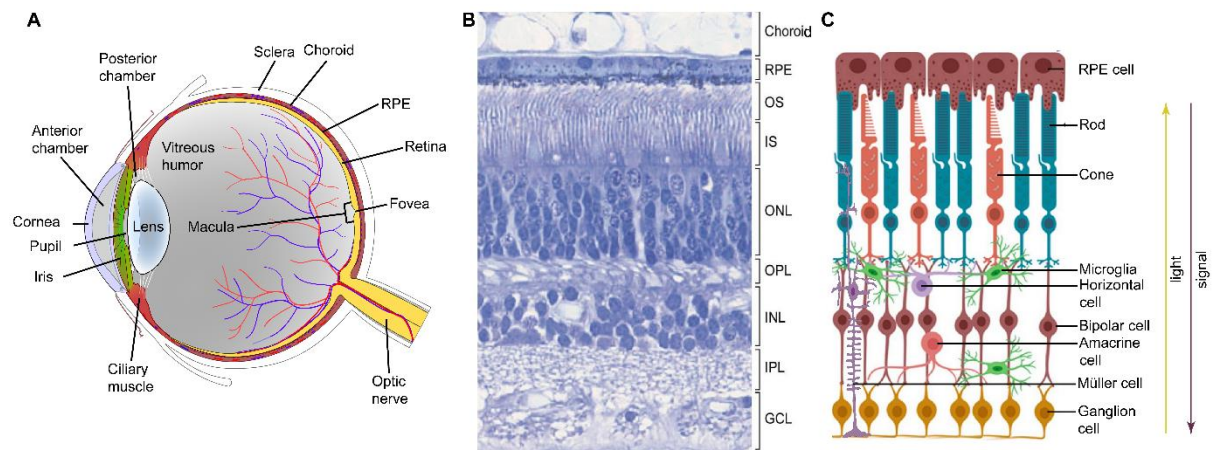 A
Sclera
Choroid
Posterior
chamber
RPE
Anterior
chamber
Vitreous
humor
Retina
Fovea
Cornea
Macula
Lens
Pupil
Iris
Ciliary
muscle
Optic
nerve
B
Choroid
RPE
OS
IS
ONL
OPL
INL
IPL
GCL
C
RPE cell
Rod
Cone
Microglia
Horizontal
cell
Bipolar cell
Amacrine
cell
Müller cell
Ganglion
cell
light
signal